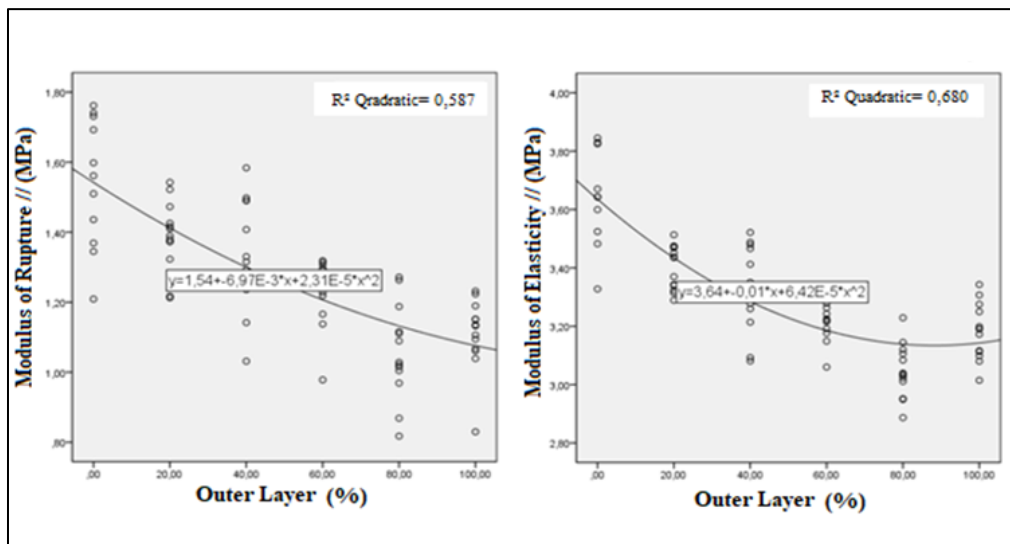 R² Qradratic= 0,587
Modulus of Rupture // (MPa)
1,80
1,60
1,40
1,20
1,00
,80
y=1,54+-6,97E-3*x+2,31E-5*x^2
,00 20,00 40,00 60,00 80,00 100,00
Outer Layer (%)
R² Quadratic= 0,680
Modulus of Elasticity // (MPa)
4,00
3,80
3,60
3,40
3,20
3,00
2,80
y=3,64+-0,01*x+6,42E-5*x^2
,00 20,00 40,00 60,00 80,00 100,00
Outer Layer (%)